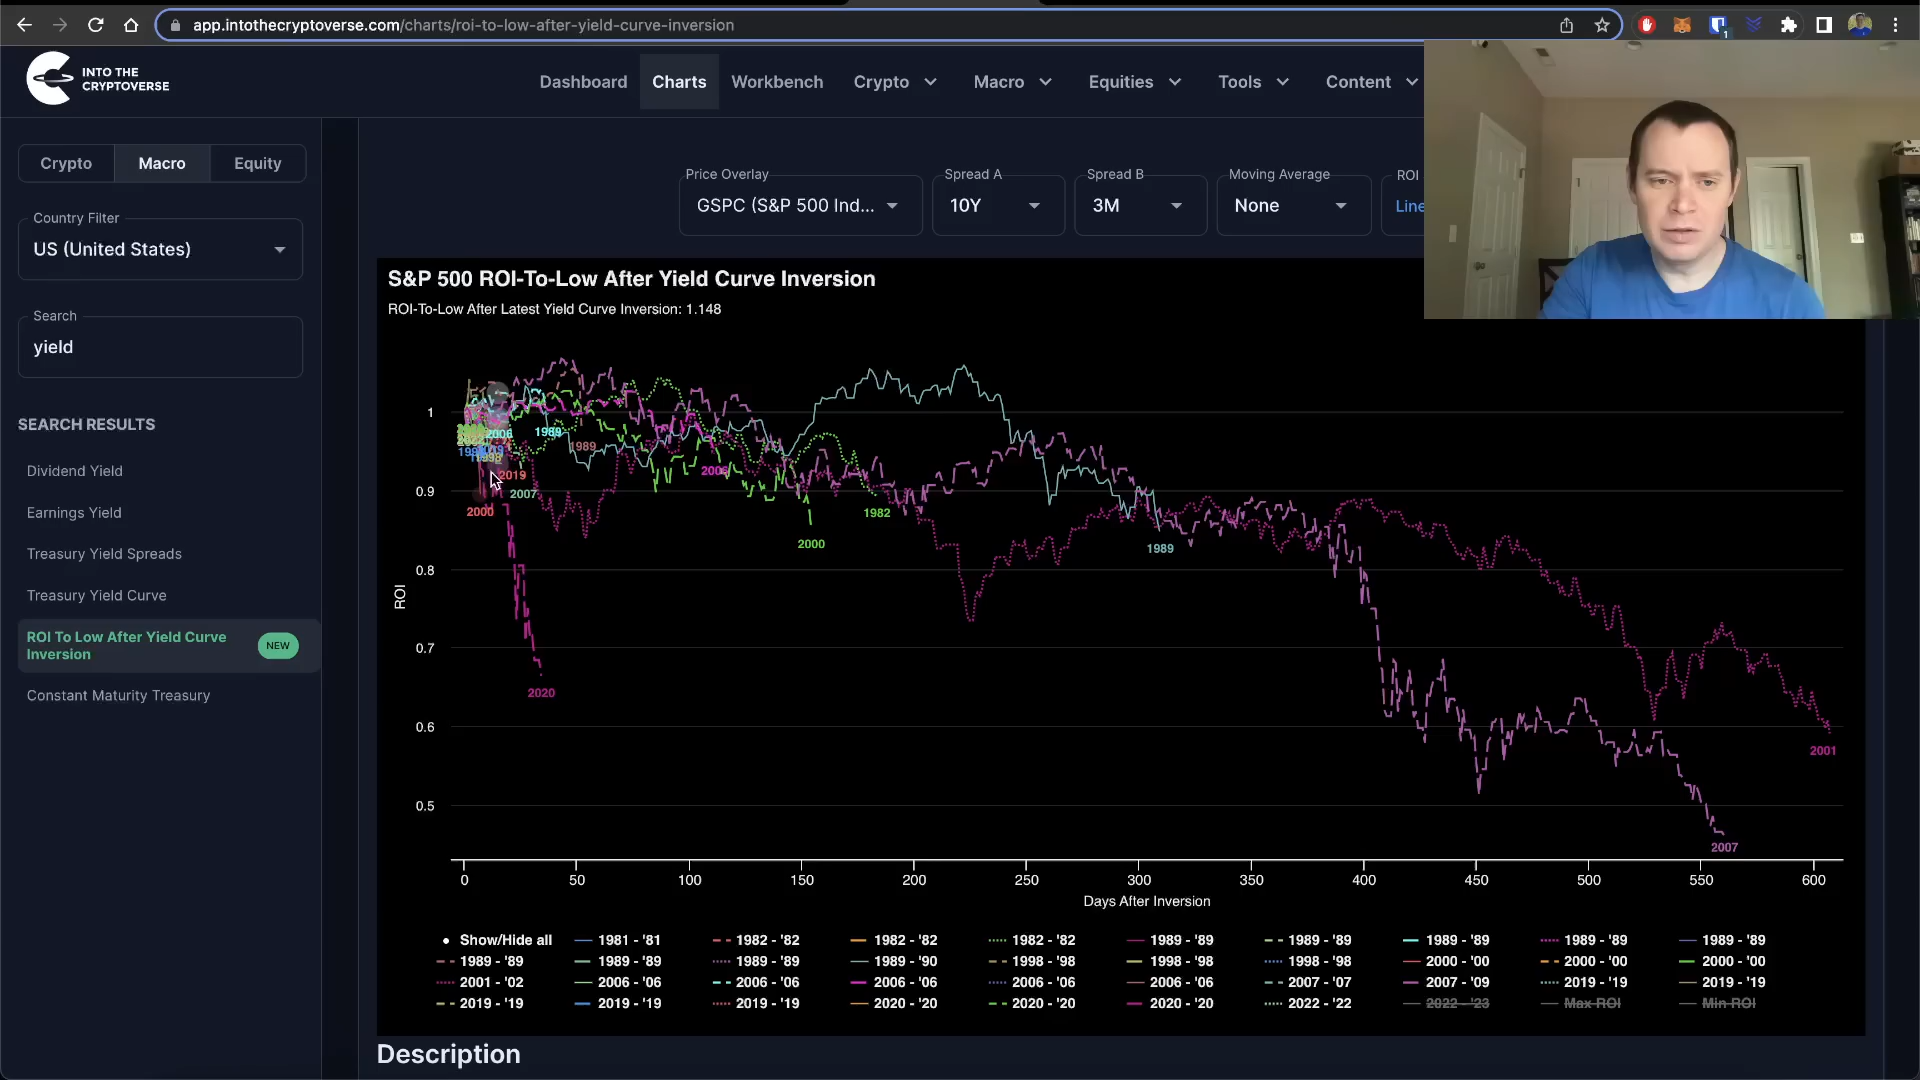 app.intothecryptoverse.com/charts/roi-to-low-after-yield-curve-inversion
1
INTO THE
CRYPTOVERSE
Dashboard Charts Workbench Crypto Macro Equities Tools Content
Crypto Macro Equity
Country Filter
US (United States)
Search
yield
SEARCH RESULTS
Dividend Yield
Earnings Yield
Treasury Yield Spreads
Treasury Yield Curve
ROI To Low After Yield Curve
Inversion
NEW
Constant Maturity Treasury
Price Overlay Spread A Spread B Moving Average ROI
GSPC (S&P 500 Ind... 10Y 3M None Line
S&P 500 ROI-To-Low After Yield Curve Inversion
ROI-To-Low After Latest Yield Curve Inversion: 1.148
1
0.9
0.8
0.7
0.6
0.5
ROI
2006
1989
1989
2019
2007
2000
2020
2006
2000
1982
1989
2001
2007
0 50 100 150 200 250 300 350 400 450 500 550 600
Days After Inversion
Show/Hide all 1981 - '81 1982 - '82 1982 - '82 1982 - '82 1989 - '89 1989 - '89 1989 - '89 1989 - '89 1989 - '89
1989 - '89 1989 - '89 1989 - '89 1989 - '90 1998 - '98 1998 - '98 1998 - '98 2000 - '00 2000 - '00 2000 - '00
2001 - '02 2006 - '06 2006 - '06 2006 - '06 2006 - '06 2006 - '06 2007 - '07 2007 - '09 2019 - '19 2019 - '19
2019 - '19 2019 - '19 2019 - '19 2020 - '20 2020 - '20 2020 - '20 2022 - '22 2022 - '23 Max ROI Min ROI
Description